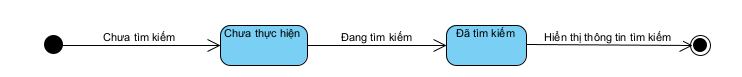 Chưa tìm kiếm
Chưa thực hiện
Đang tìm kiếm
Đã tìm kiếm
Hiển thị thông tin tìm kiếm